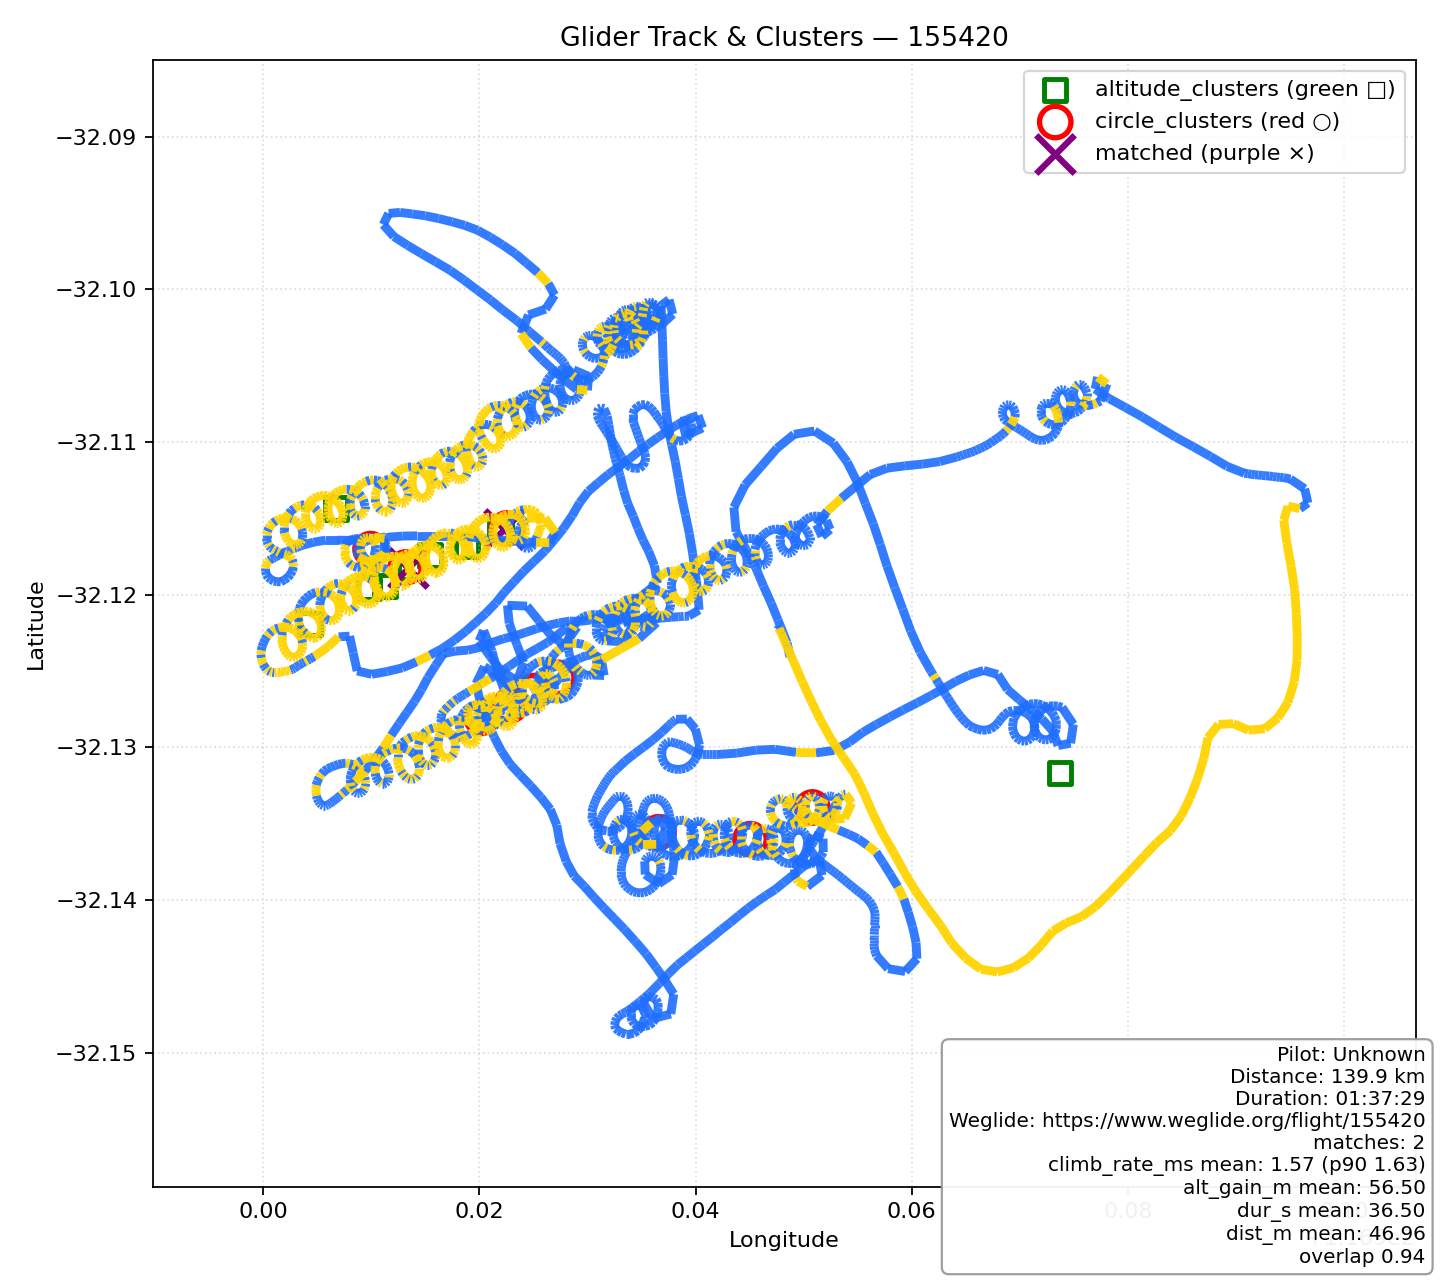 Glider Track & Clusters — 155420
altitude_clusters (green □)
circle_clusters (red ○)
matched (purple ×)
−32.09
−32.10
−32.11
−32.12
−32.13
−32.14
−32.15
Latitude
0.00
0.02
0.04
0.06
0.08
Longitude
Pilot: Unknown
Distance: 139.9 km
Duration: 01:37:29
Weglide: https://www.weglide.org/flight/155420
matches: 2
climb_rate_ms mean: 1.57 (p90 1.63)
alt_gain_m mean: 56.50
dur_s mean: 36.50
dist_m mean: 46.96
overlap 0.94